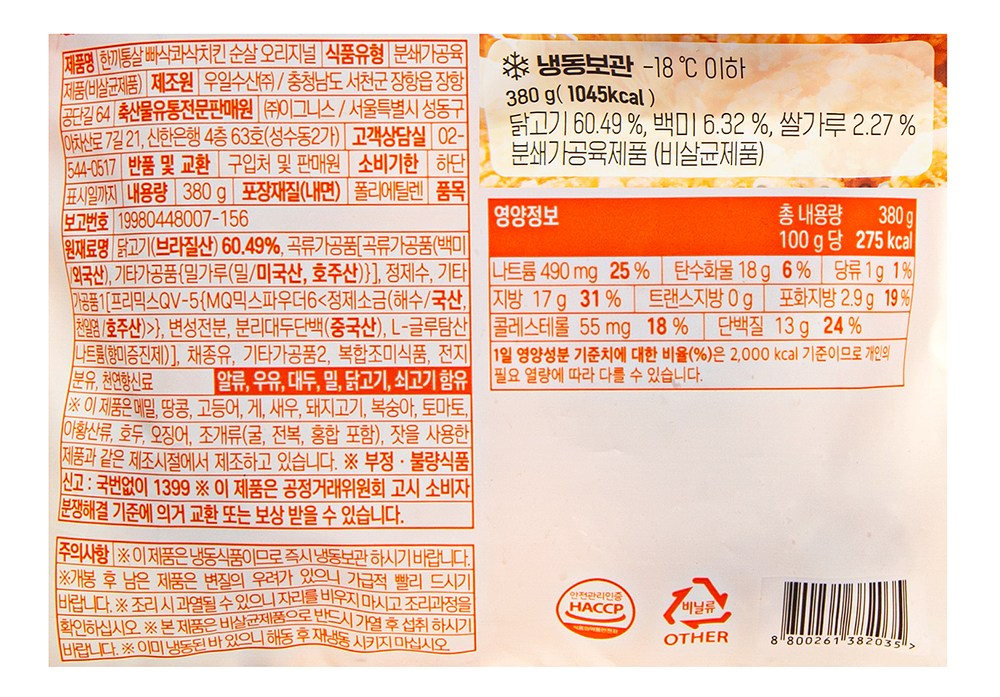 제품명 한끼통살 빠삭콰삭치킨 순살 오리지널 식품유형 분쇄가공육
제품(비살균제품) 제조원 우일수산㈜ / 충청남도 서천군 장항읍 장항
공단길 64 축산물유통전문판매원 ㈜이그니스 / 서울특별시 성동구
아차산로 7길 21, 신한은행 4층 63호(성수동2가) 고객상담실 02-
544-0517 반품 및 교환 구입처 및 판매원 소비기한 하단
표시일까지 내용량 380 g 포장재질(내면) 폴리에틸렌 품목
보고번호 19980448007-156
원재료명 닭고기(브라질산) 60.49%, 곡류가공품[곡류가공품(백미
/외국산), 기타가공품{밀가루(밀/미국산, 호주산)}], 정제수, 기타
가공품1[프리믹스QV-5{MQ믹스파우더6<정제소금(해수/국산,
천일염/호주산)>}, 변성전분, 분리대두단백(중국산), L-글루탐산
나트륨(향미증진제)], 채종유, 기타가공품2, 복합조미식품, 전지
분유, 천연향신료 알류, 우유, 대두, 밀, 닭고기, 쇠고기 함유
※ 이 제품은 메밀, 땅콩, 고등어, 게, 새우, 돼지고기, 복숭아, 토마토,
아황산류, 호두, 오징어, 조개류(굴, 전복, 홍합 포함), 잣을 사용한
제품과 같은 제조시설에서 제조하고 있습니다. ※ 부정 · 불량식품
신고 : 국번없이 1399 ※ 이 제품은 공정거래위원회 고시 소비자
분쟁해결 기준에 의거 교환 또는 보상 받을 수 있습니다.
주의사항 ※ 이 제품은 냉동식품이므로 즉시 냉동보관 하시기 바랍니다.
※개봉 후 남은 제품은 변질의 우려가 있으니 가급적 빨리 드시기
바랍니다. ※ 조리 시 과열될 수 있으니 자리를 비우지 마시고 조리과정을
확인하십시오 ※ 본 제품은 비살균제품으로 반드시 가열 후 섭취 하시기
바랍니다. ※ 이미 냉동된 바 있으니 해동 후 재냉동 시키지 마십시오.
냉동보관 -18 ℃ 이하
380 g( 1045kcal )
닭고기 60.49 %, 백미 6.32 %, 쌀가루 2.27 %
분쇄가공육제품 (비살균제품)
영양정보 총 내용량 380 g
100 g 당 275 kcal
나트륨 490 mg 25 % 탄수화물 18 g 6 % 당류 1 g 1 %
지방 17 g 31 % 트랜스지방 0 g 포화지방 2.9 g 19 %
콜레스테롤 55 mg 18 % 단백질 13 g 24 %
1일 영양성분 기준치에 대한 비율(%)은 2,000 kcal 기준이므로 개인의
필요 열량에 따라 다를 수 있습니다.
안전관리인증
HACCP
식품의약품안전처
비닐류
OTHER
8 800261 382035 >